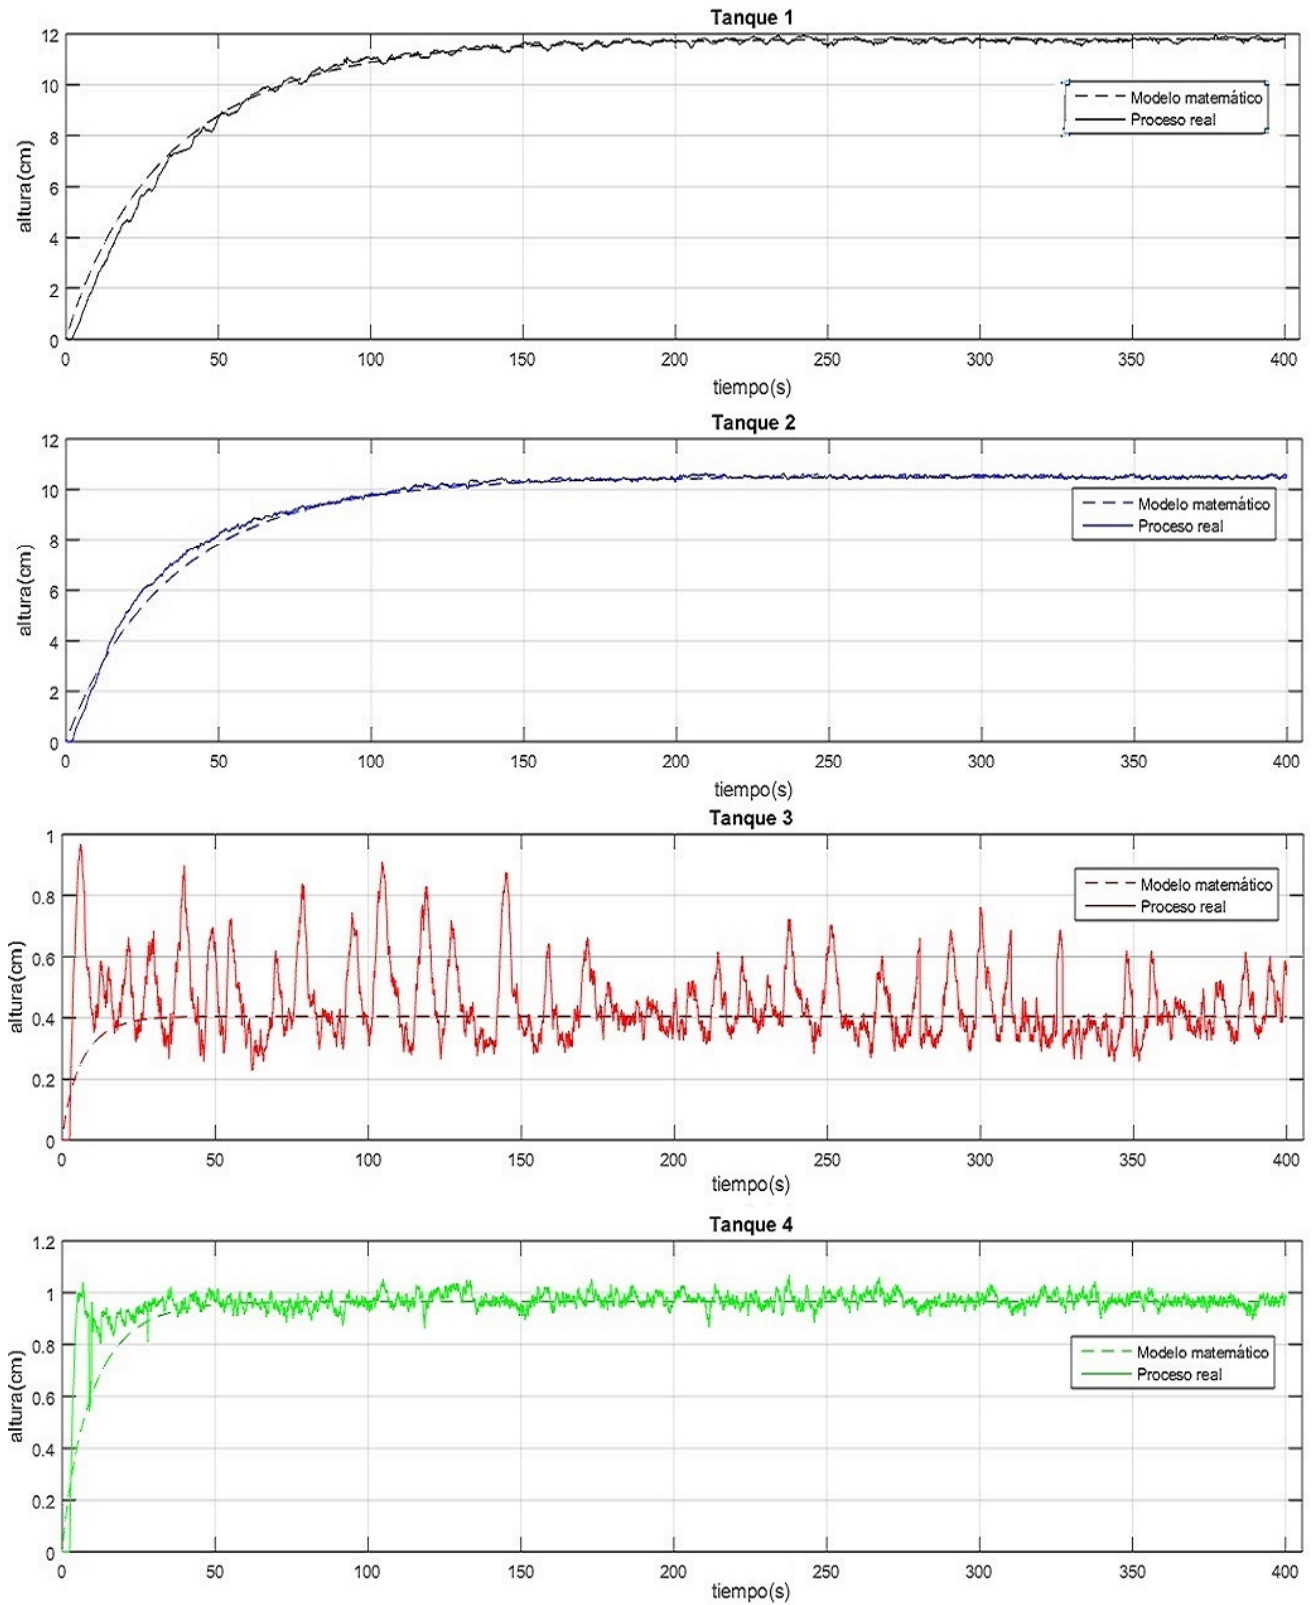 Tanque 1
12
10
8
6
4
2
0
altura(cm)
Modelo matemático
Proceso real
0 50 100 150 200 250 300 350 400
tiempo(s)
Tanque 2
12
10
8
6
4
2
0
altura(cm)
Modelo matemático
Proceso real
0 50 100 150 200 250 300 350 400
tiempo(s)
Tanque 3
1
0.8
0.6
0.4
0.2
0
altura(cm)
Modelo matemático
Proceso real
0 50 100 150 200 250 300 350 400
tiempo(s)
Tanque 4
1.2
1
0.8
0.6
0.4
0.2
0
altura(cm)
Modelo matemático
Proceso real
0 50 100 150 200 250 300 350 400
tiempo(s)